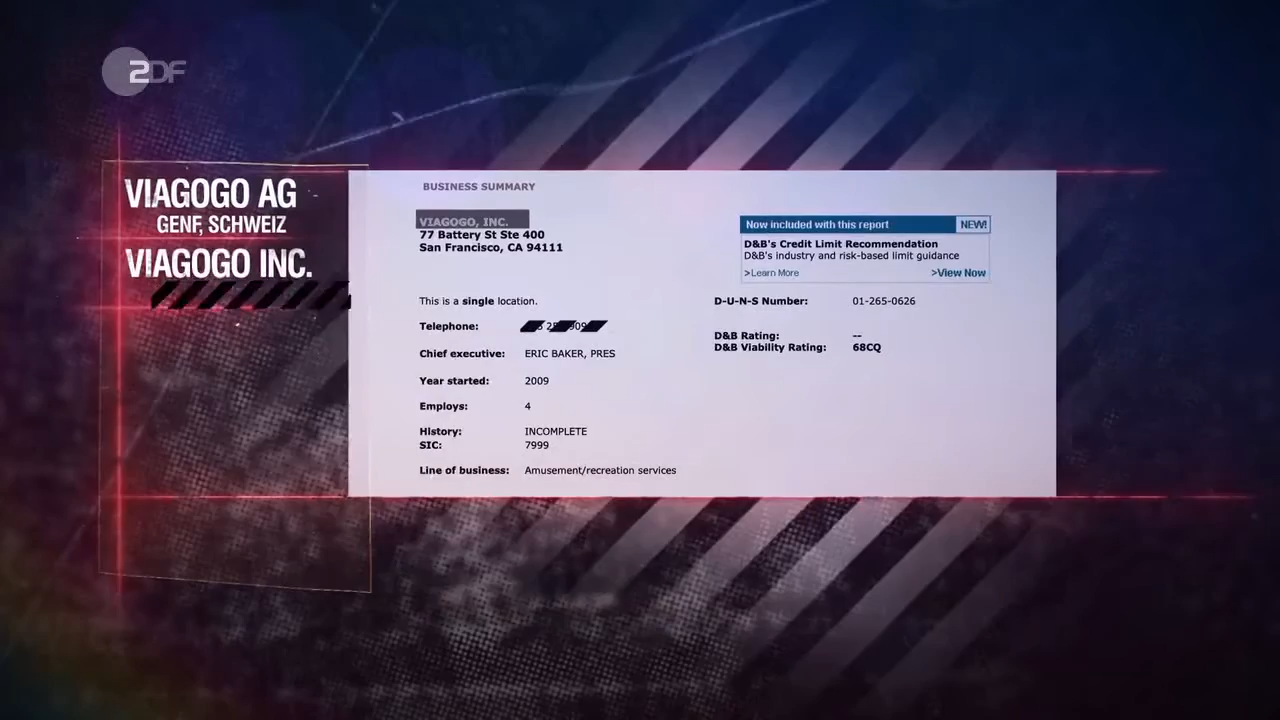 2DF
VIAGOGO AG
GENF, SCHWEIZ
VIAGOGO INC.
BUSINESS SUMMARY
VIAGOGO, INC.
77 Battery St Ste 400
San Francisco, CA 94111
Now included with this report NEW!
D&B's Credit Limit Recommendation
D&B's industry and risk-based limit guidance
>Learn More >View Now
This is a single location.
Telephone:
Chief executive: ERIC BAKER, PRES
Year started: 2009
Employs: 4
History: INCOMPLETE
SIC: 7999
Line of business: Amusement/recreation services
D-U-N-S Number: 01-265-0626
D&B Rating: --
D&B Viability Rating: 68CQ